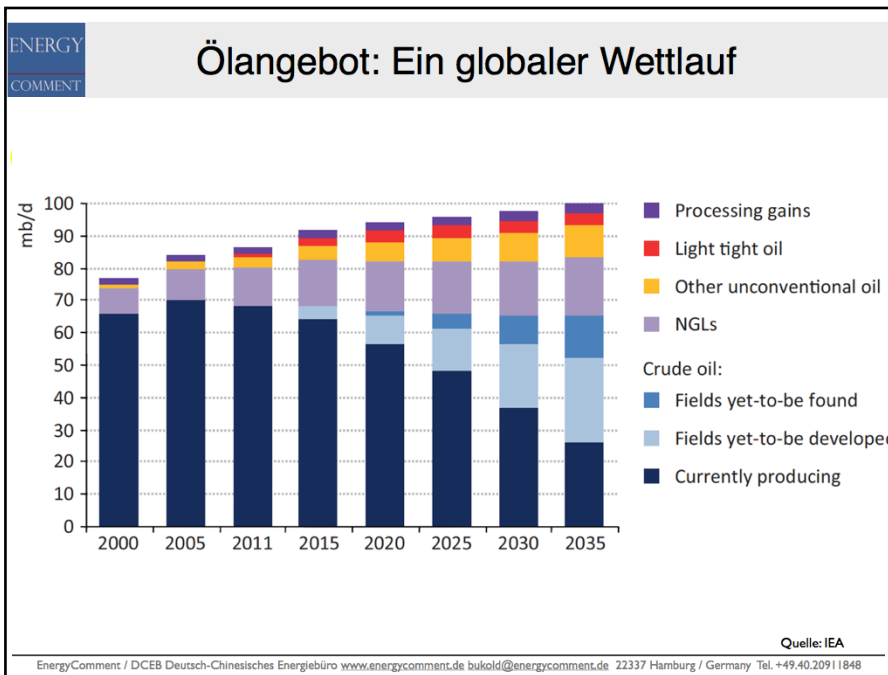 ENERGY
COMMENT
Ölangebot: Ein globaler Wettlauf
mb/d
100
90
80
70
60
50
40
30
20
10
0
2000 2005 2011 2015 2020 2025 2030 2035
Processing gains
Light tight oil
Other unconventional oil
NGLs
Crude oil:
Fields yet-to-be found
Fields yet-to-be developed
Currently producing
Quelle: IEA
EnergyComment / DCEB Deutsch-Chinesisches Energiebüro www.energycomment.de bukold@energycomment.de 22337 Hamburg / Germany Tel. +49.40.20911848